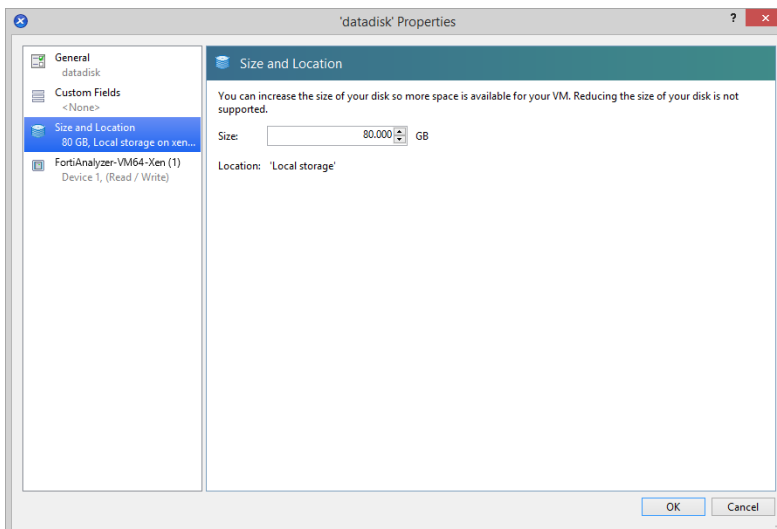 'datadisk' Properties
?
General
datadisk
Custom Fields
<None>
Size and Location
80 GB, Local storage on xen...
FortiAnalyzer-VM64-Xen (1)
Device 1, (Read / Write)
Size and Location
You can increase the size of your disk so more space is available for your VM. Reducing the size of your disk is not
supported.
Size: 80.000 GB
Location: 'Local storage'
OK Cancel